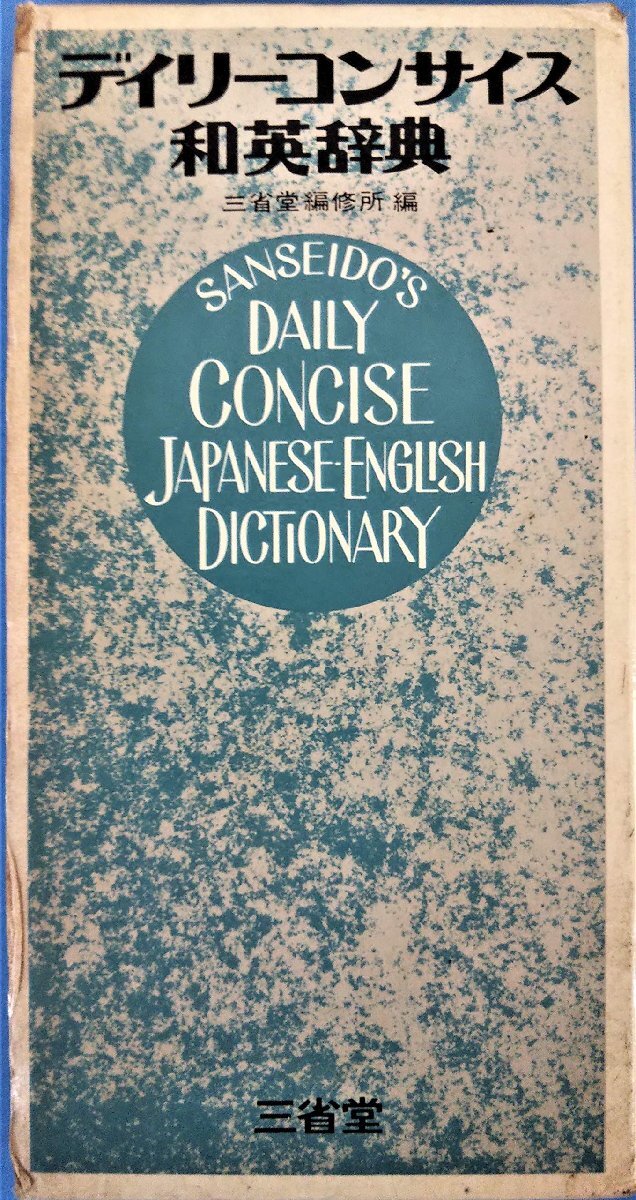 デイリーコンサイス
和英辞典
三省堂編修所 編
SANSEIDO'S
DAILY
CONCISE
JAPANESE-ENGLISH
DICTIONARY
三省堂